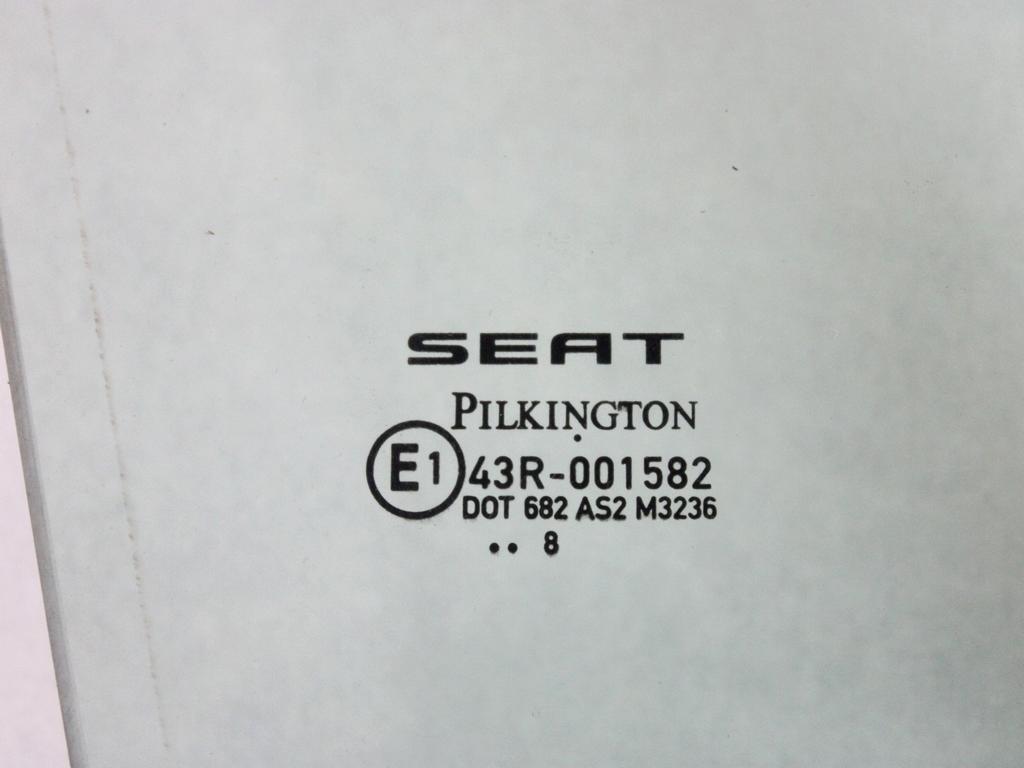 SEAT
PILKINGTON
E1 43R-001582
DOT 682 AS2 M3236
.. 8